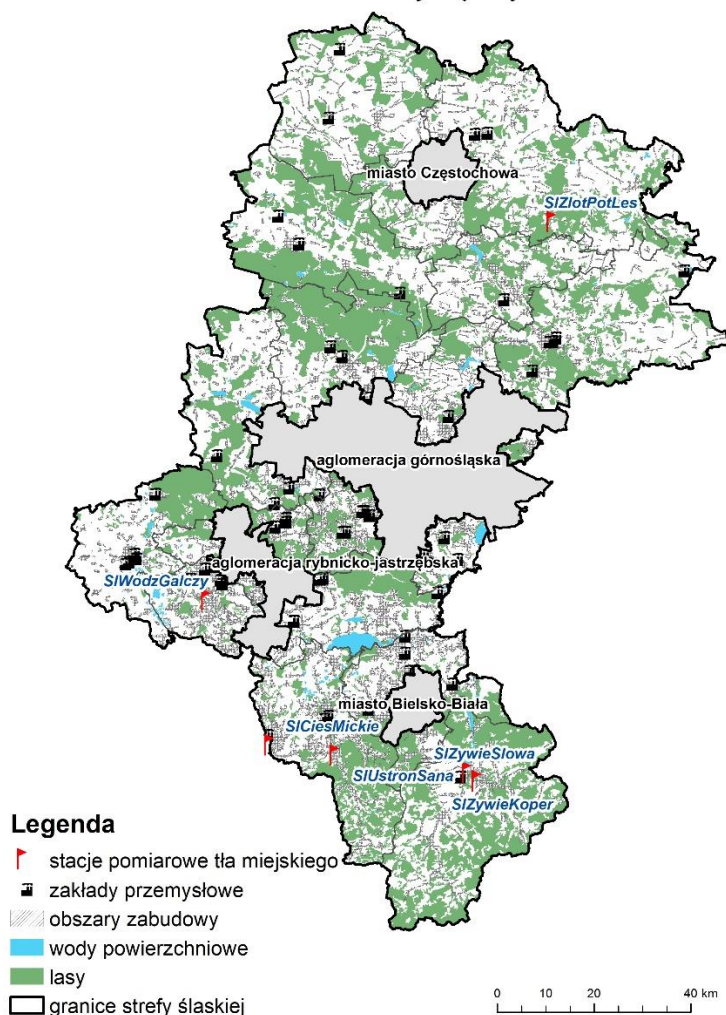 miasto Częstochowa
SlZlotPotLes
aglomeracja górnośląska
aglomeracja rybnicko-jastrzębska
SlWodzGalczy
miasto Bielsko-Biała
SlCiesMickie
SlZywieSlowa
SlUstronSana
SlZywieKoper
Legenda
stacje pomiarowe tła miejskiego
zakłady przemysłowe
obszary zabudowy
wody powierzchniowe
lasy
granice strefy śląskiej
0 10 20 40 km